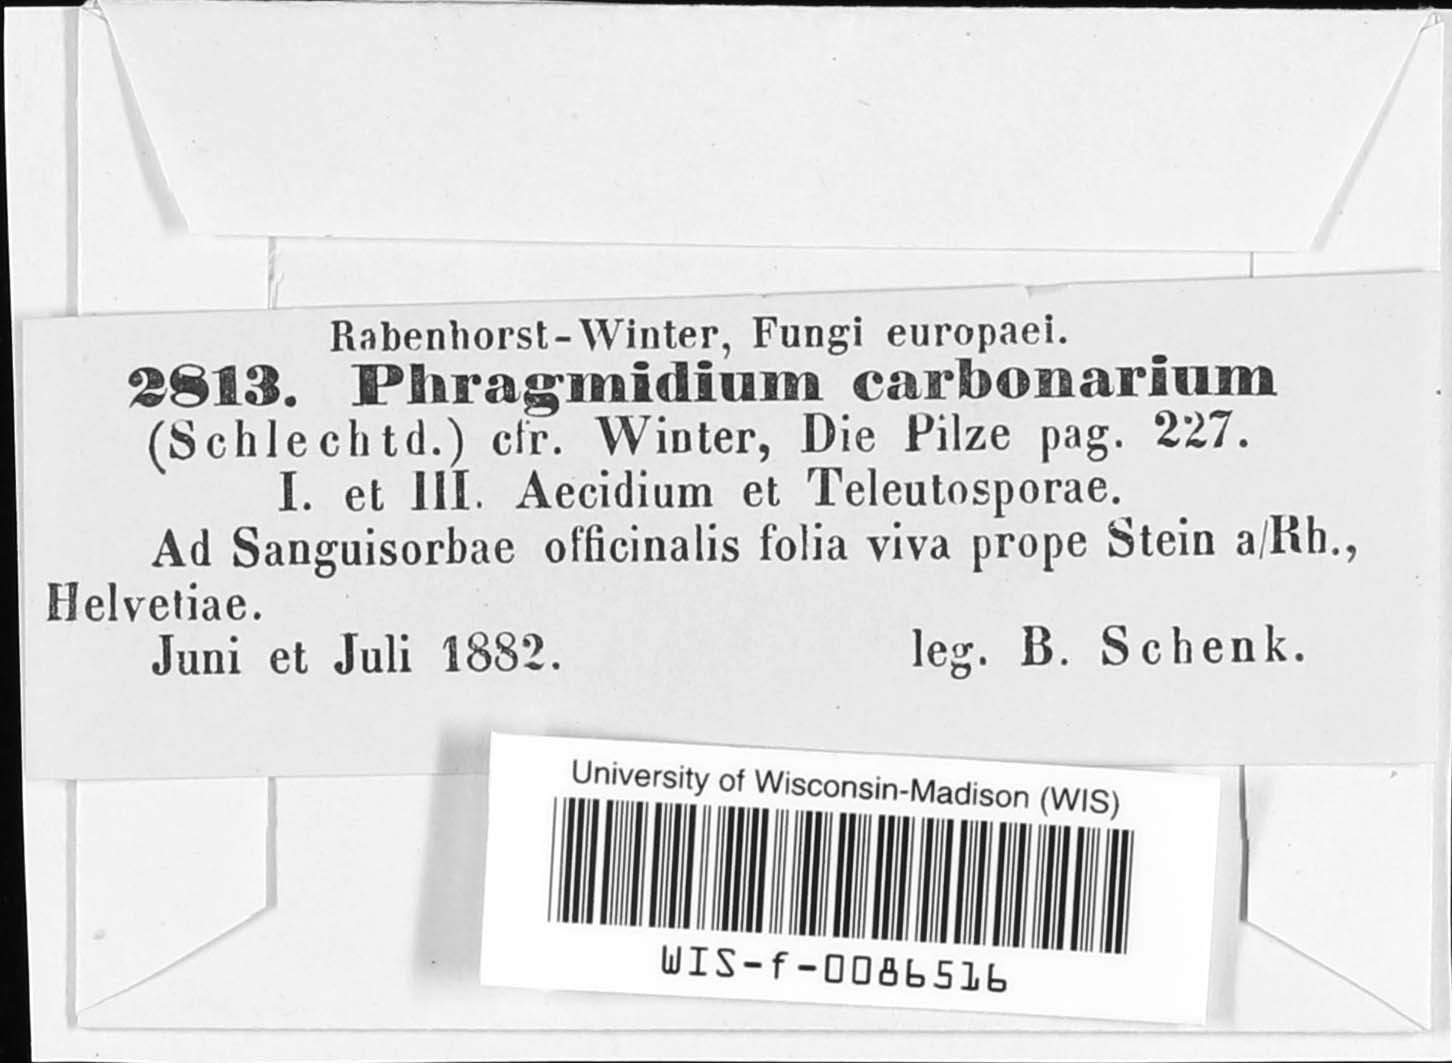 Rabenhorst-Winter, Fungi europaei.
2813. Phragmidium carbonarium
(Schlechtd.) cfr. Winter, Die Pilze pag. 227.
I. et III. Aecidium et Teleutosporae.
Ad Sanguisorbae officinalis folia viva prope Stein a/Rh.,
Helvetiae.
Juni et Juli 1882. leg. B. Schenk.
University of Wisconsin-Madison (WIS)
WIS-f-0086516